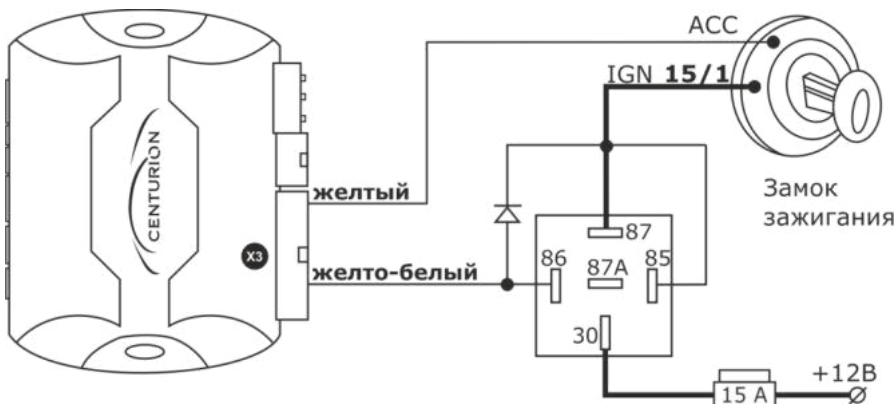 ACC
IGN 15/1
CENTURION
желтый
Замок
зажигания
X3
желто-белый
87
86
87A
85
30
+12В
15 A